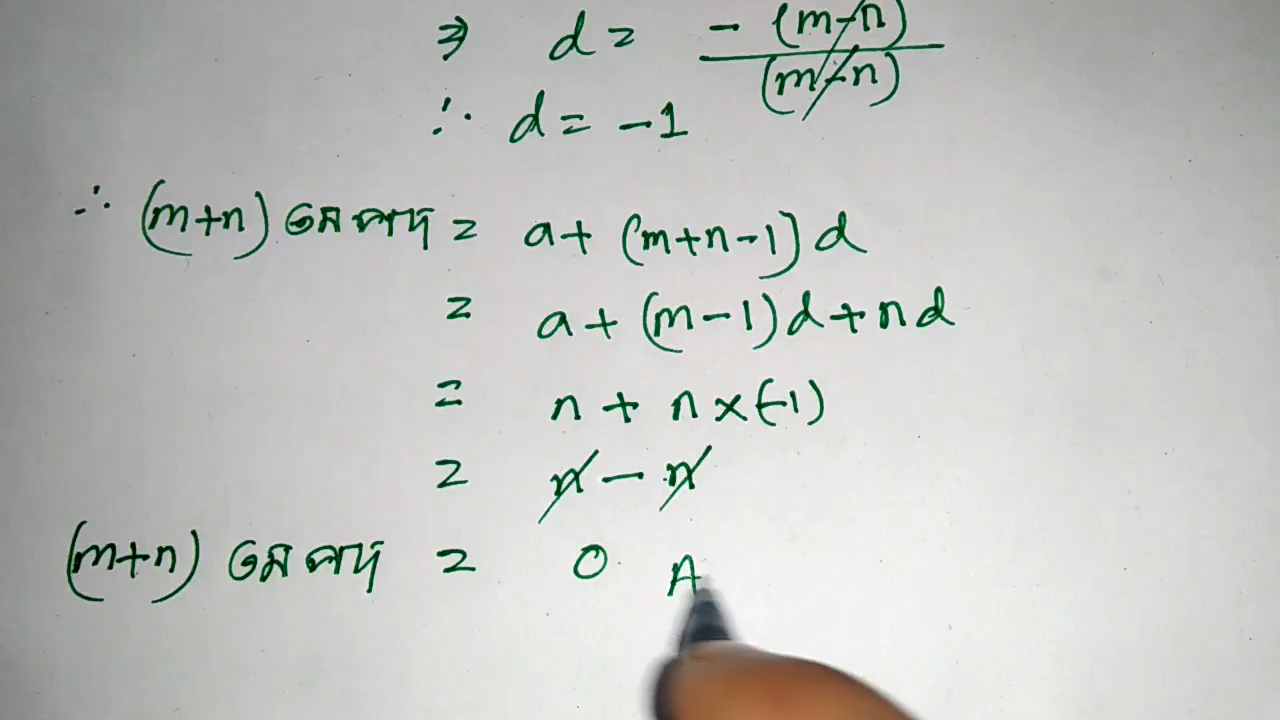 ⇒ d = - (m-n) / (m-n)
∴ d = -1
∴ (m+n) তম পদ = a + (m+n-1) d
= a + (m-1) d + nd
= n + n × (-1)
= n - n
(m+n) তম পদ = 0 A